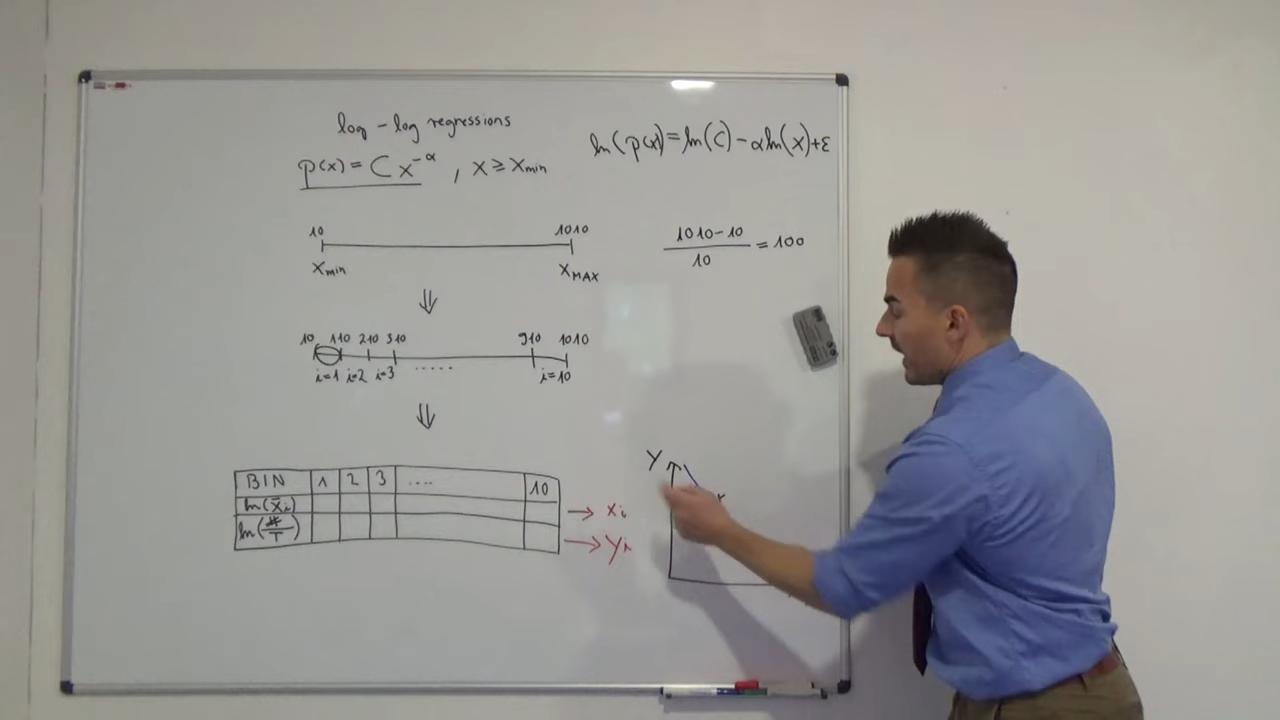 log - log regressions
ln(p(x)=ln(C)-αln(x)+ε
p(x)= C x^-α , x ≥ Xmin
10 1010
Xmin XMAX
1010-10
10
=100
⇓
10 110 210 310 910 1010
i=1 i=2 i=3 ..... i=10
⇓
BIN 1 2 3 .... 10
ln(x̄i) → xi
ln(#/T) → yi
Y